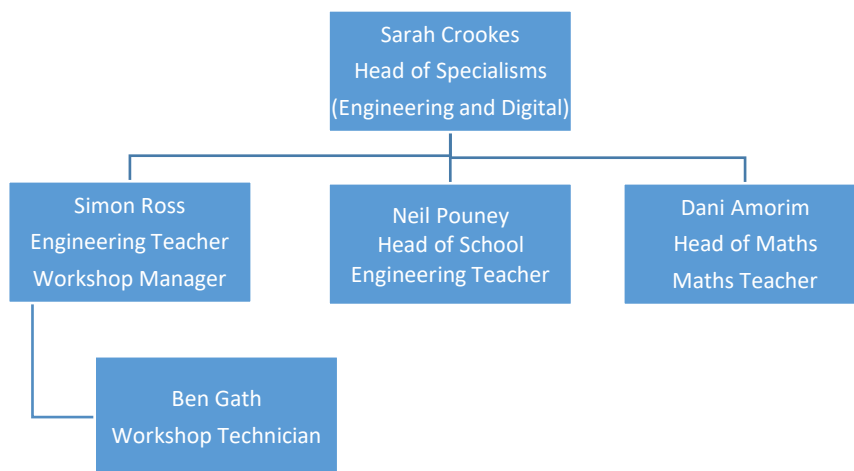 Sarah Crookes
Head of Specialisms
(Engineering and Digital)
Simon Ross
Engineering Teacher
Workshop Manager
Neil Pouney
Head of School
Engineering Teacher
Dani Amorim
Head of Maths
Maths Teacher
Ben Gath
Workshop Technician